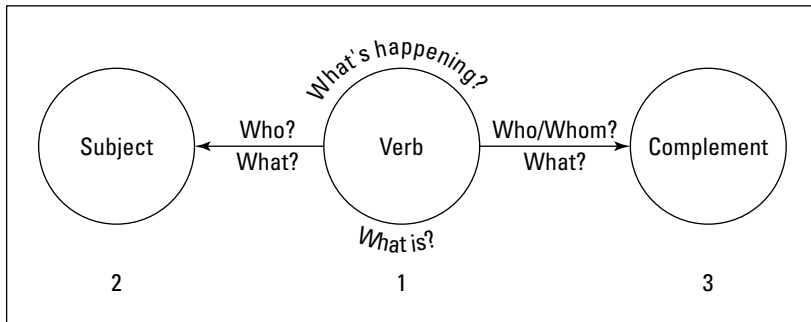 What's happening?
Subject
Who?
What?
Verb
Who/Whom?
What?
Complement
What is?
2
1
3